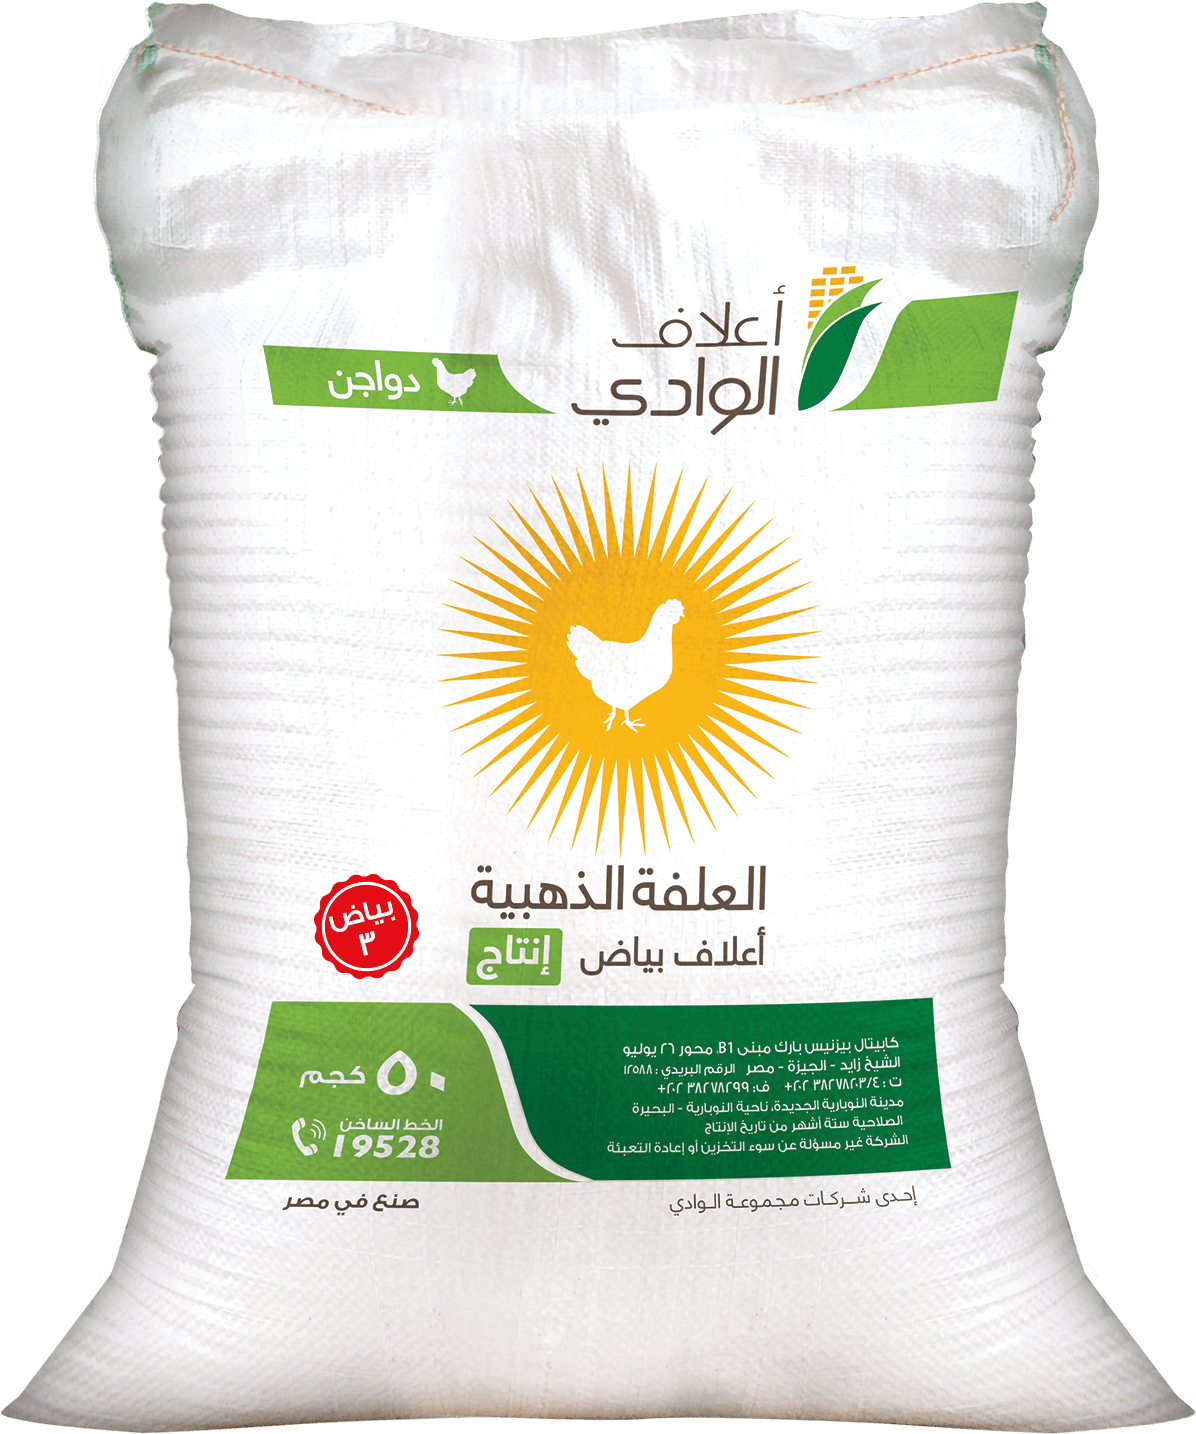 أعلاف
الوادي
دواجن
العلفة الذهبية
أعلاف بياض إنتاج
بياض
٣
كابيتال بيزنيس بارك مبنى B1، محور ٢٦ يوليو
الشيخ زايد - الجيزة - مصر الرقم البريدي : ١٢٥٨٨
ت : ٣٨٢٧٨٢٠٣/٤ ٢٠٢+ ف: ٣٨٢٧٨٢٩٩ ٢٠٢+
مدينة النوبارية الجديدة، ناحية النوبارية - البحيرة
الصلاحية ستة أشهر من تاريخ الإنتاج
الشركة غير مسؤلة عن سوء التخزين أو إعادة التعبئة
٥٠ كجم
الخط الساخن
19528
إحدى شركات مجموعة الوادي
صنع في مصر